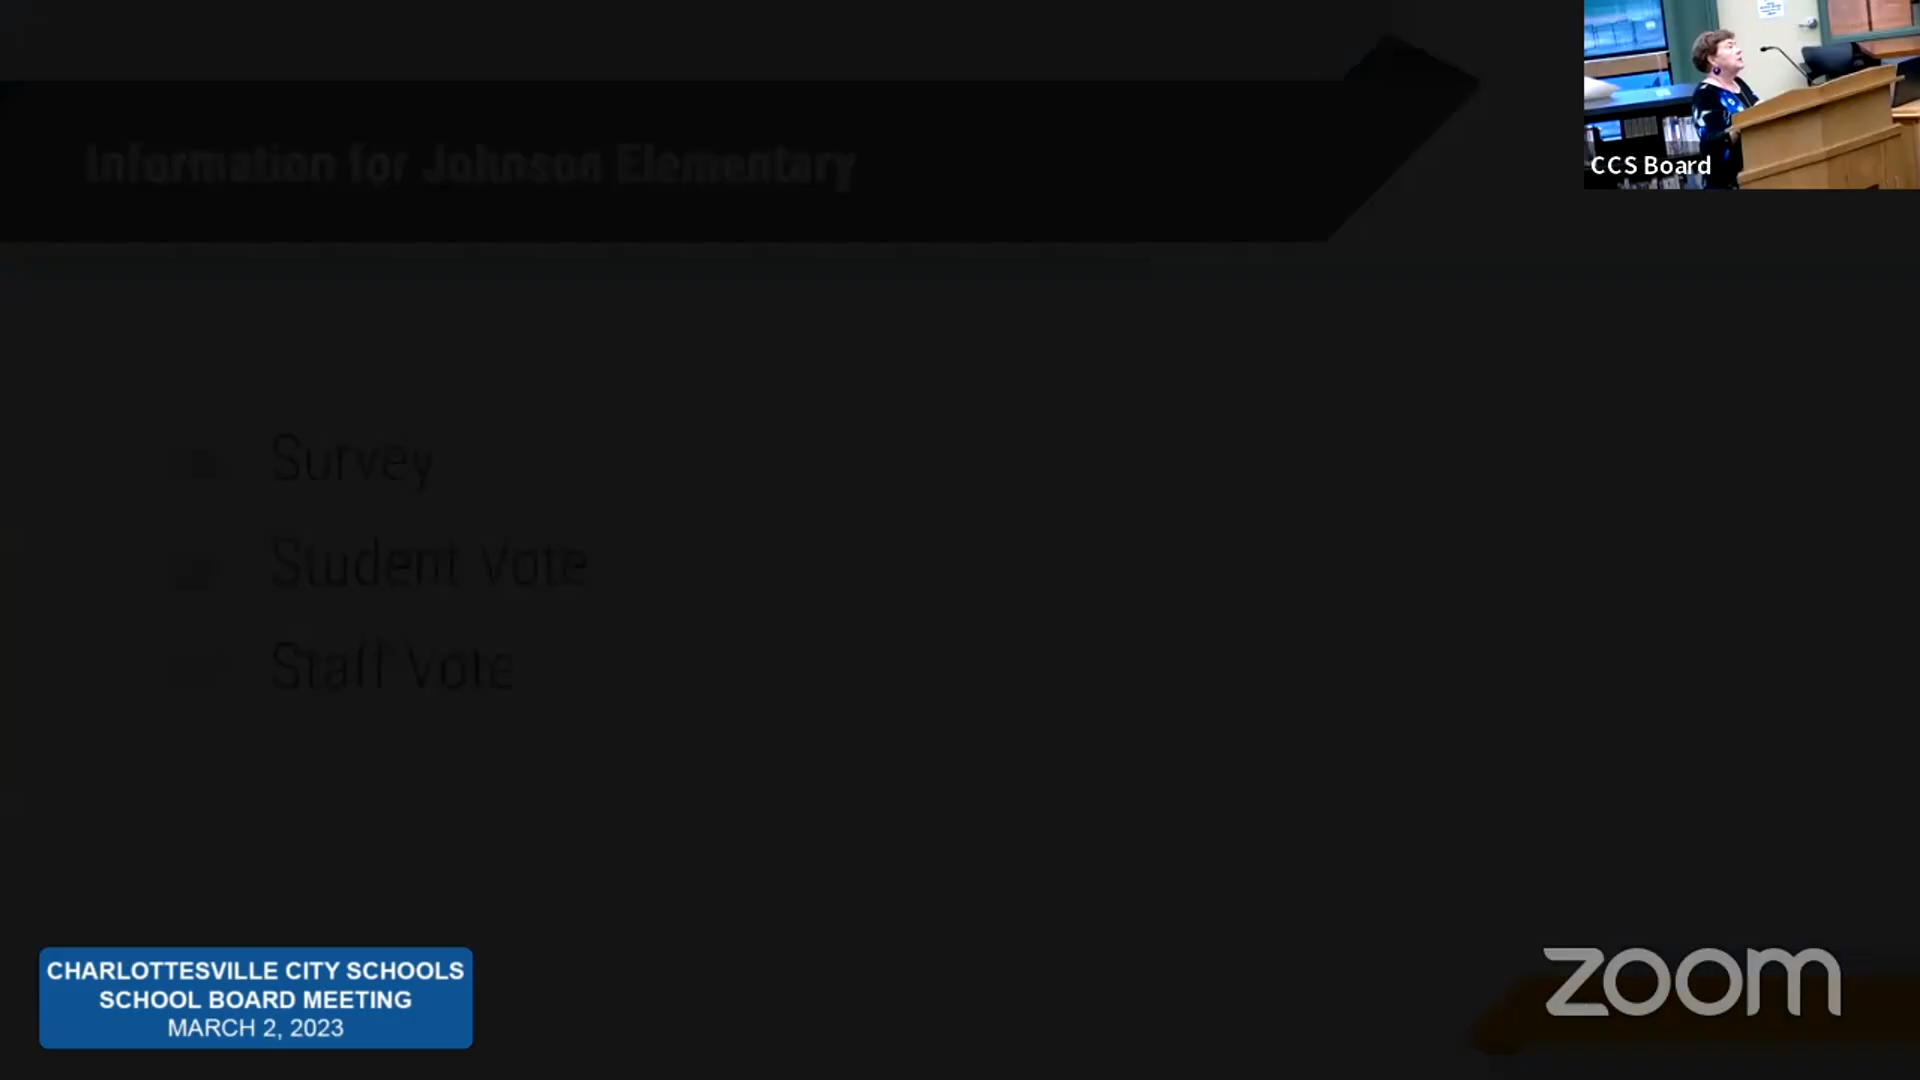 CCS Board
Information for Johnson Elementary
Survey
Student Vote
Staff Vote
CHARLOTTESVILLE CITY SCHOOLS
SCHOOL BOARD MEETING
MARCH 2, 2023
zoom